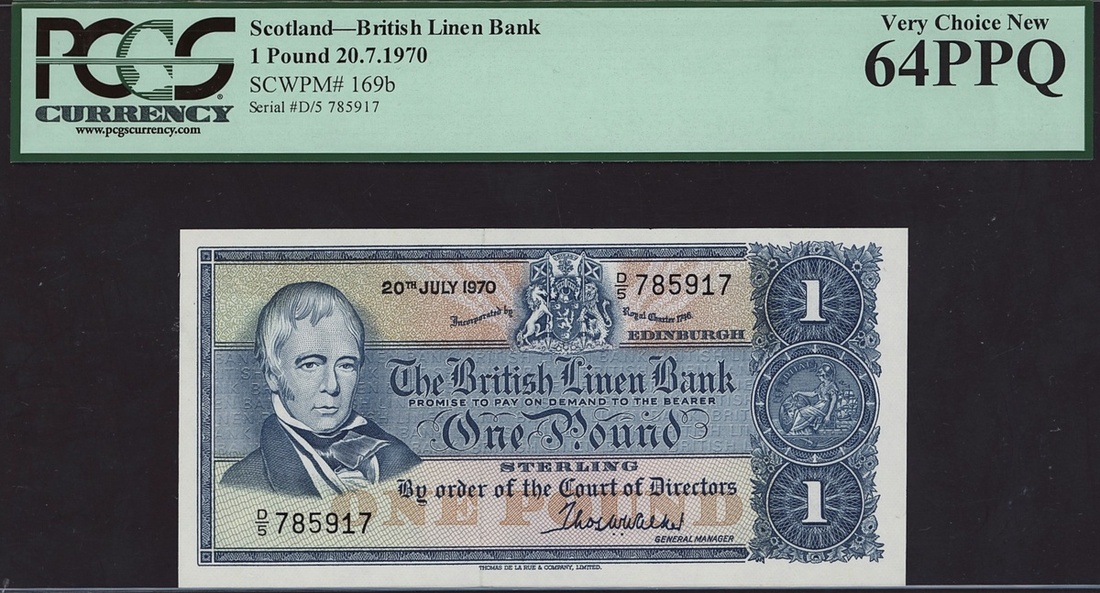 PCGS
CURRENCY
www.pcgscurrency.com
Scotland—British Linen Bank
1 Pound 20.7.1970
SCWPM# 169b
Serial #D/5 785917
Very Choice New
64PPQ
20TH JULY 1970
D/5 785917
Incorporated by Royal Charter 1746
EDINBURGH
The British Linen Bank
PROMISE TO PAY ON DEMAND TO THE BEARER
One Pound
STERLING
By order of the Court of Directors
ONE POUND
D/5 785917
Thos W Walker
GENERAL MANAGER
1
1
THOMAS DE LA RUE & COMPANY, LIMITED.